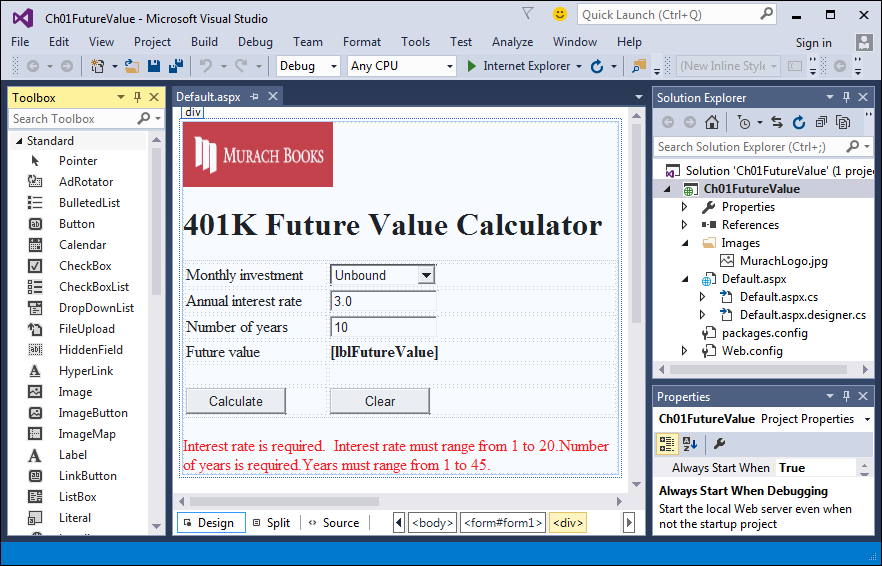 Ch01FutureValue - Microsoft Visual Studio
Quick Launch (Ctrl+Q)
File Edit View Project Build Debug Team Format Tools Test Analyze Window Help
Sign in
Debug Any CPU Internet Explorer (New Inline Style
Toolbox
Search Toolbox
Standard
Pointer
AdRotator
BulletedList
Button
Calendar
CheckBox
CheckBoxList
DropDownList
FileUpload
HiddenField
HyperLink
Image
ImageButton
ImageMap
Label
LinkButton
ListBox
Literal
Default.aspx
div
MURACH BOOKS
401K Future Value Calculator
Monthly investment Unbound
Annual interest rate 3.0
Number of years 10
Future value [lblFutureValue]
Calculate Clear
Interest rate is required.  Interest rate must range from 1 to 20.Number
of years is required.Years must range from 1 to 45.
Design Split Source <body> <form#form1> <div>
Solution Explorer
Search Solution Explorer (Ctrl+;)
Solution 'Ch01FutureValue' (1 proje
Ch01FutureValue
Properties
References
Images
MurachLogo.jpg
Default.aspx
Default.aspx.cs
Default.aspx.designer.cs
packages.config
Web.config
Properties
Ch01FutureValue Project Properties
Always Start When True
Always Start When Debugging
Start the local Web server even when
not the startup project